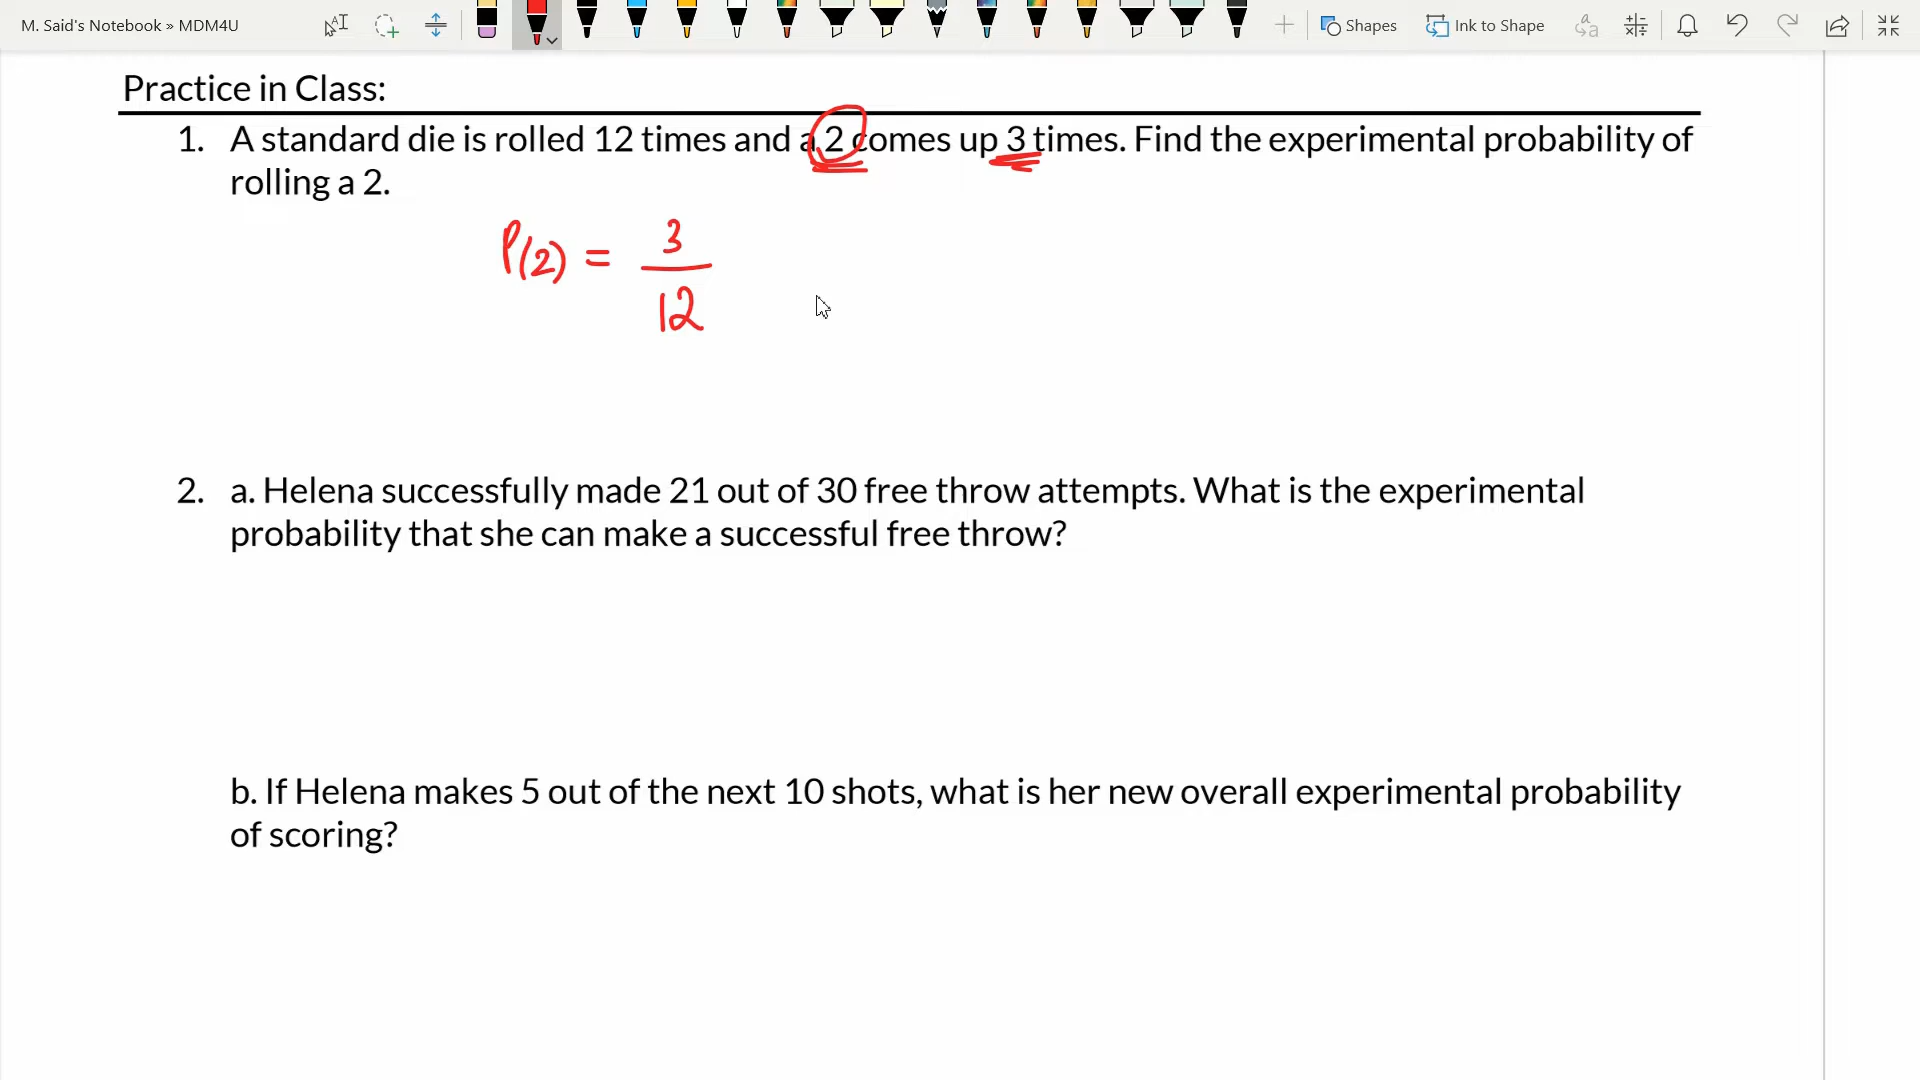 M. Said's Notebook » MDM4U
Shapes
Ink to Shape
Practice in Class:
1. A standard die is rolled 12 times and a 2 comes up 3 times. Find the experimental probability of
rolling a 2.
P(2) = 3/12
2. a. Helena successfully made 21 out of 30 free throw attempts. What is the experimental
probability that she can make a successful free throw?
b. If Helena makes 5 out of the next 10 shots, what is her new overall experimental probability
of scoring?